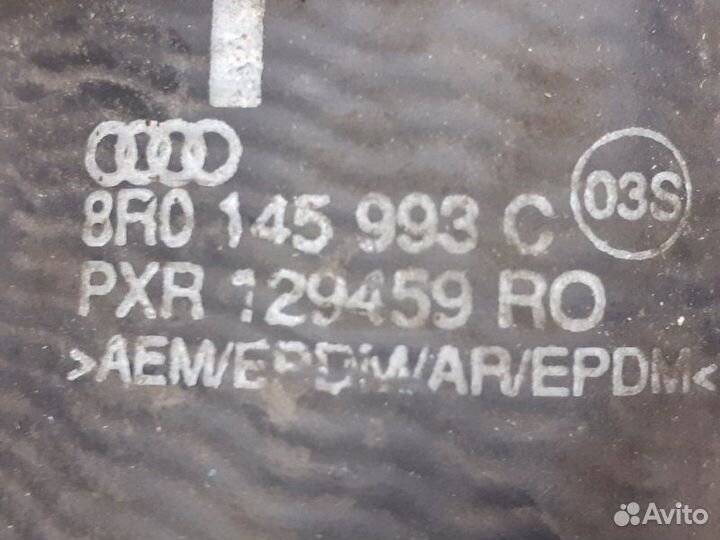 03S
8R0 145 993 C
PXR 129459 RO
>AEM/EPDM/AR/EPDM<
Avito